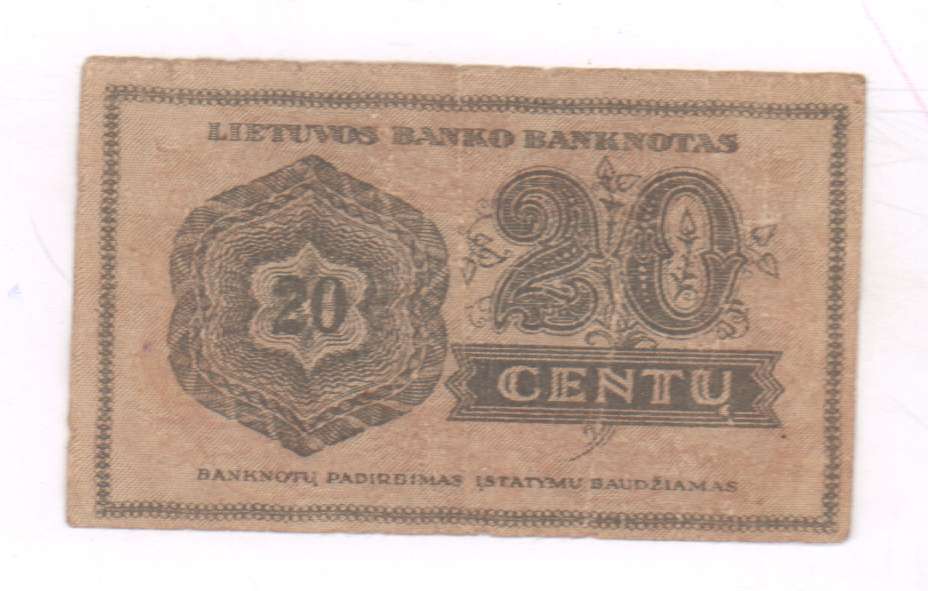 LIETUVOS BANKO BANKNOTAS
20
20
CENTŲ
BANKNOTŲ PADIRBIMAS ĮSTATYMU BAUDŽIAMAS